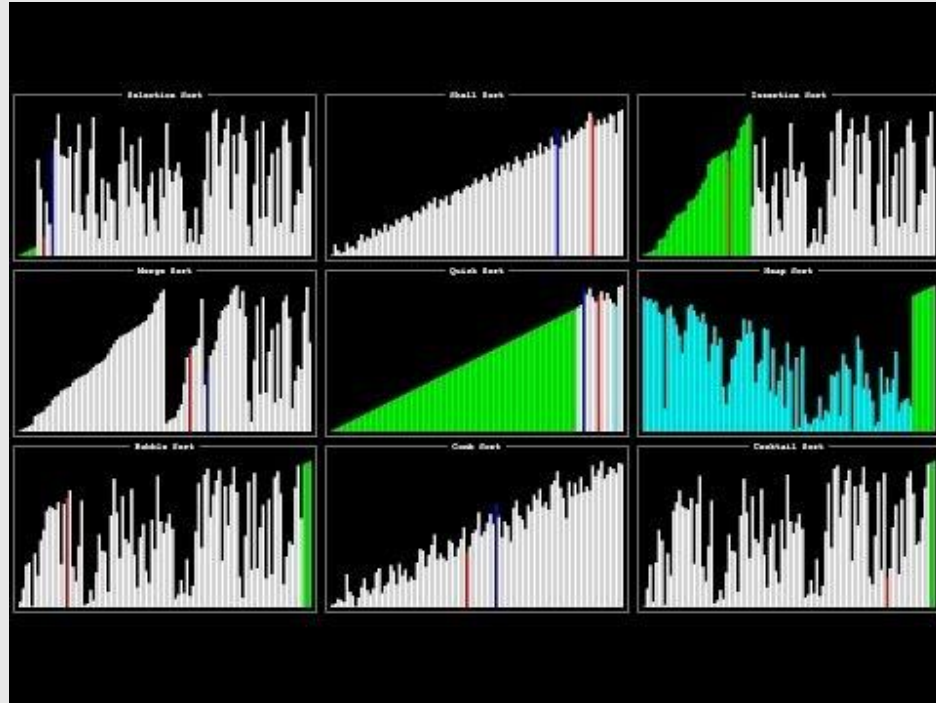 Selection Sort
Shell Sort
Insertion Sort
Merge Sort
Quick Sort
Heap Sort
Bubble Sort
Comb Sort
Cocktail Sort